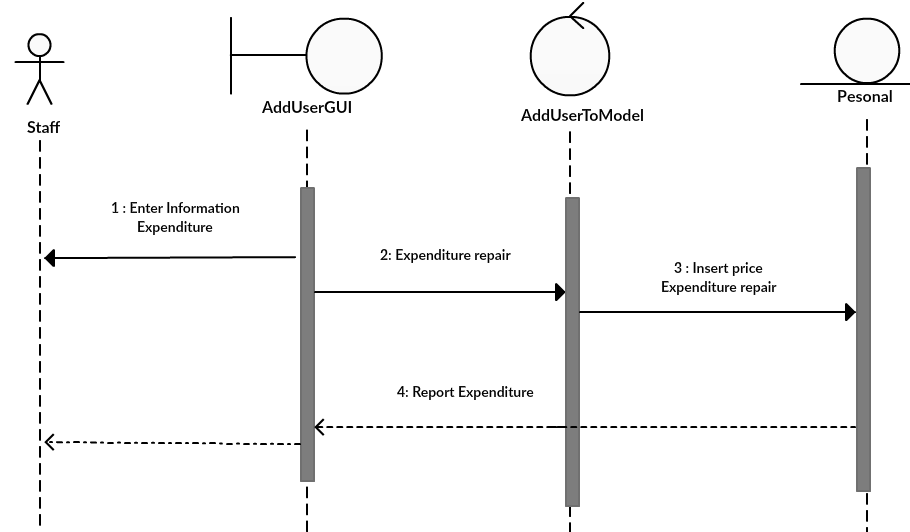 Staff
AddUserGUI
AddUserToModel
Pesonal
1 : Enter Information
Expenditure
2: Expenditure repair
3 : Insert price
Expenditure repair
4: Report Expenditure